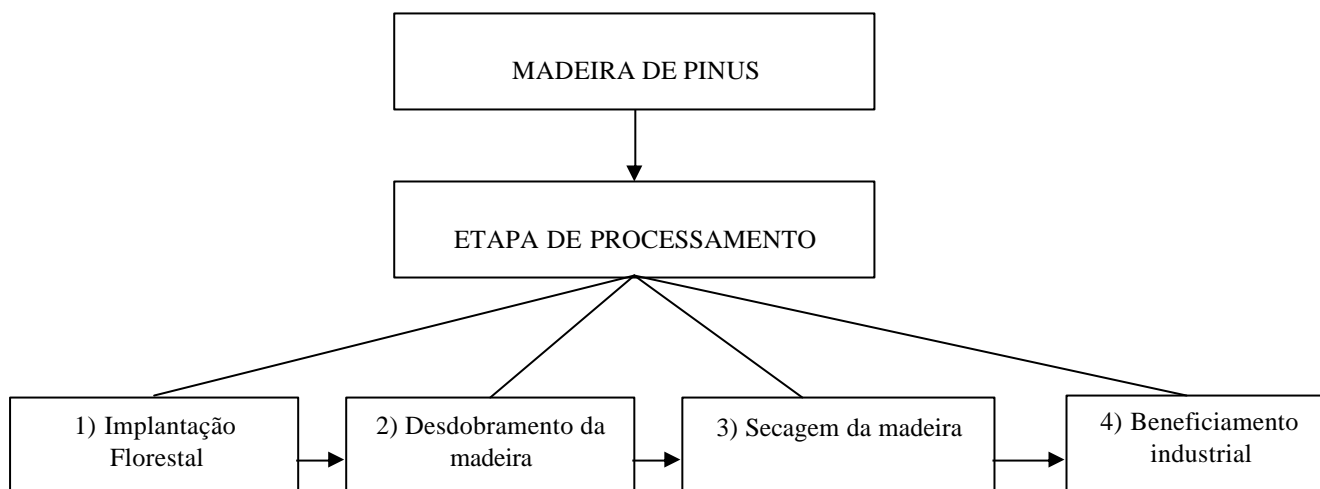 MADEIRA DE PINUS
ETAPA DE PROCESSAMENTO
1) Implantação
Florestal
2) Desdobramento da
madeira
3) Secagem da madeira
4) Beneficiamento
industrial